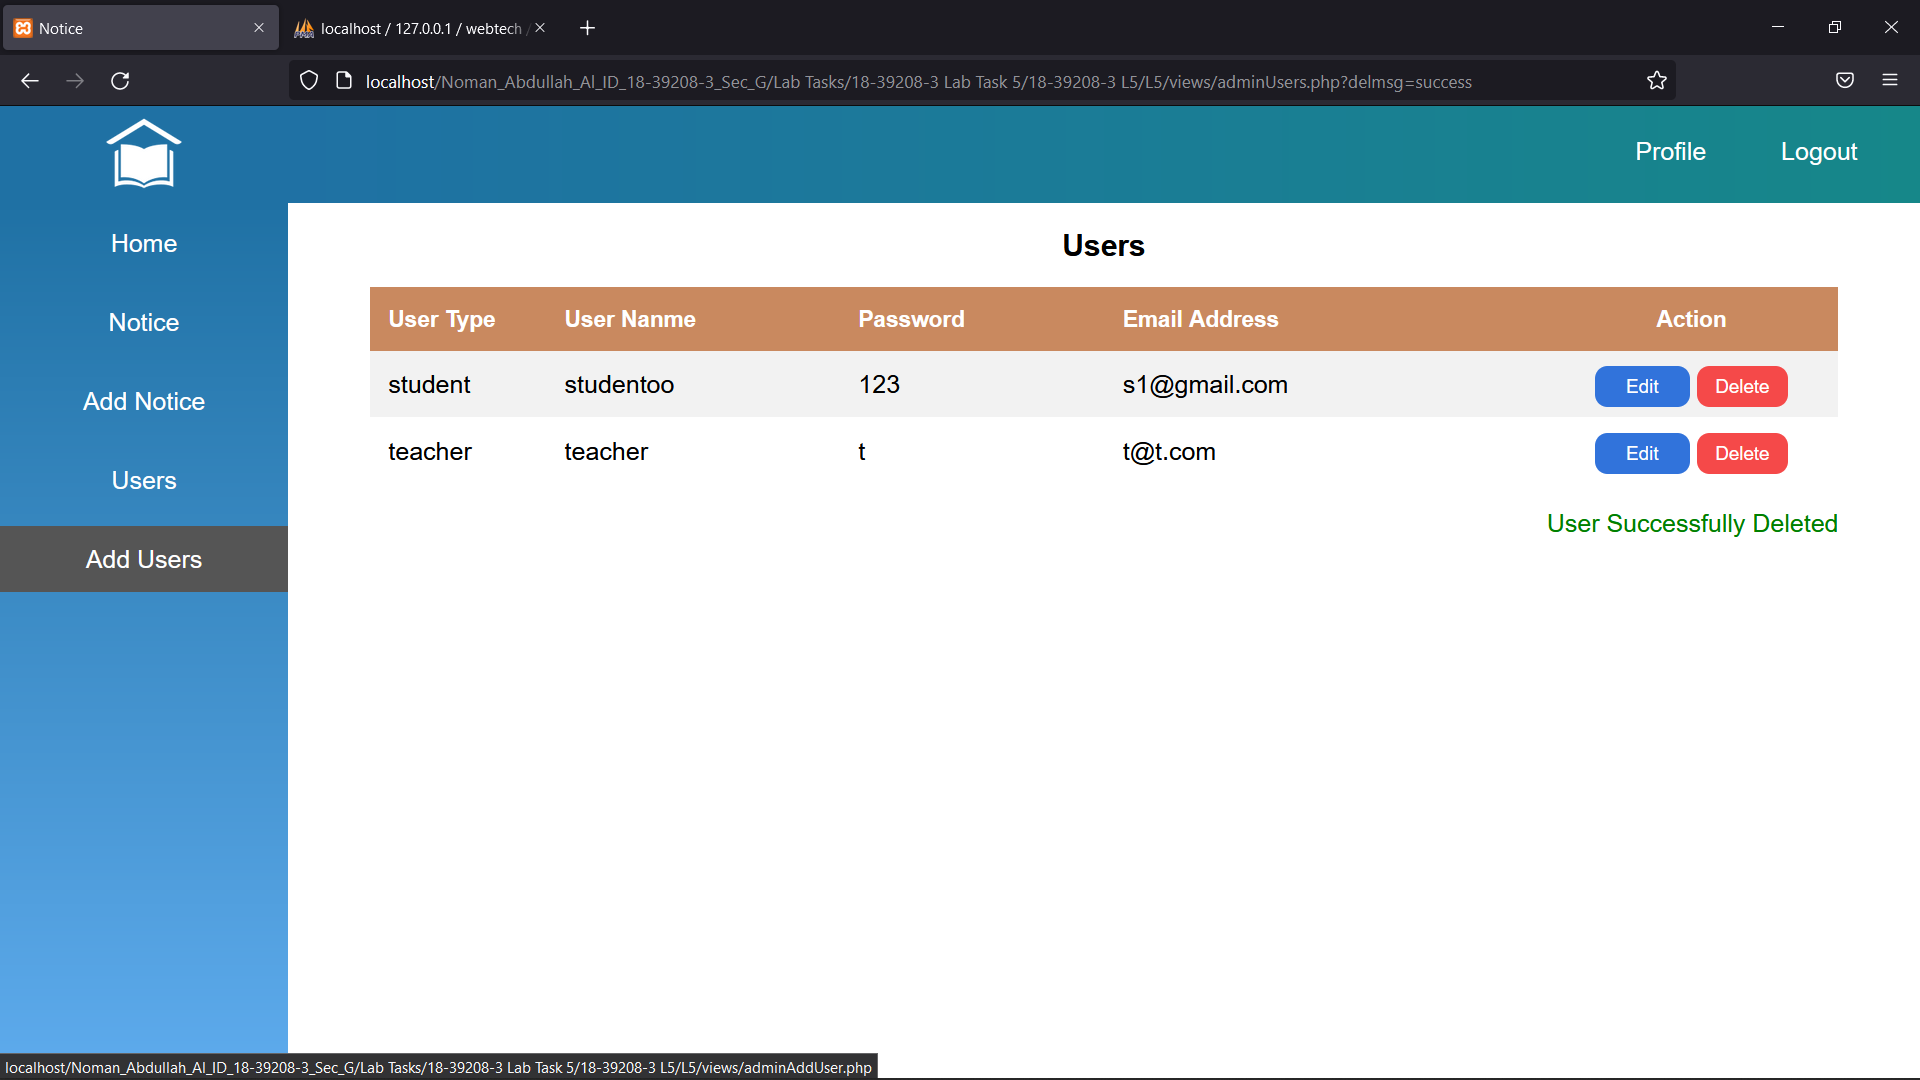 Notice
localhost / 127.0.0.1 / webtech /
localhost/Noman_Abdullah_Al_ID_18-39208-3_Sec_G/Lab Tasks/18-39208-3 Lab Task 5/18-39208-3 L5/L5/views/adminUsers.php?delmsg=success
Profile Logout
Home
Notice
Add Notice
Users
Add Users
Users
User Type User Nanme Password Email Address Action
student studentoo 123 s1@gmail.com Edit Delete
teacher teacher t t@t.com Edit Delete
User Successfully Deleted
localhost/Noman_Abdullah_Al_ID_18-39208-3_Sec_G/Lab Tasks/18-39208-3 Lab Task 5/18-39208-3 L5/L5/views/adminAddUser.php